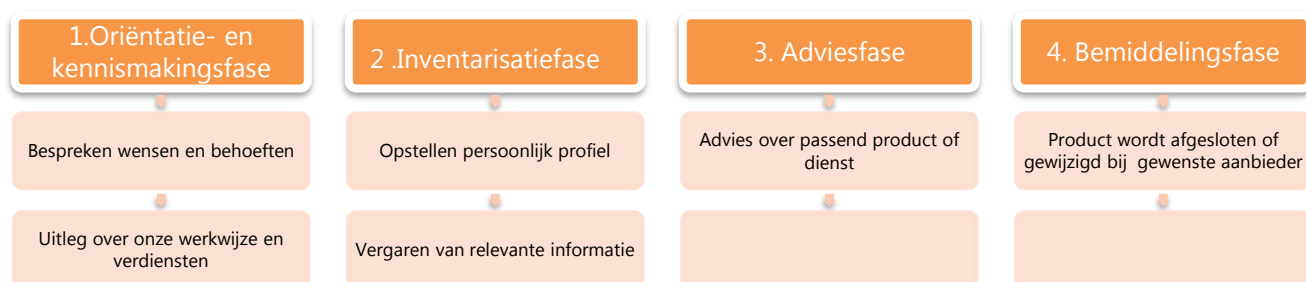 1.Oriëntatie- en
kennismakingsfase
Bespreken wensen en behoeften
Uitleg over onze werkwijze en
verdiensten
2 .Inventarisatiefase
Opstellen persoonlijk profiel
Vergaren van relevante informatie
3. Adviesfase
Advies over passend product of
dienst
4. Bemiddelingsfase
Product wordt afgesloten of
gewijzigd bij  gewenste aanbieder